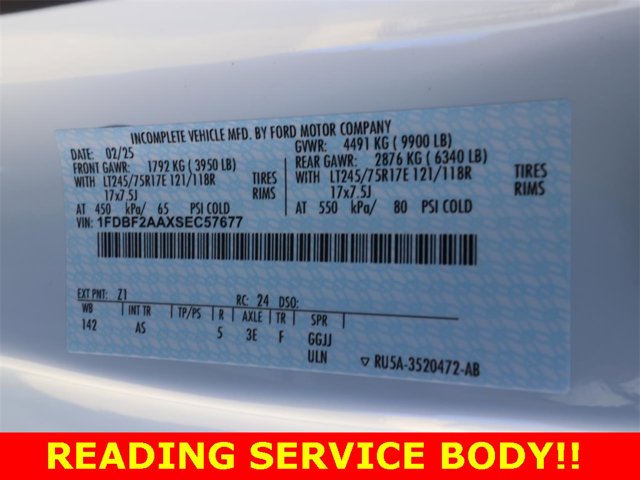 INCOMPLETE VEHICLE MFD. BY FORD MOTOR COMPANY
DATE: 02/25 GVWR: 4491 KG ( 9900 LB)
FRONT GAWR: 1792 KG ( 3950 LB) REAR GAWR: 2876 KG ( 6340 LB)
WITH LT245/75R17E 121/118R TIRES WITH LT245/75R17E 121/118R TIRES
17x7.5J RIMS 17x7.5J RIMS
AT 450 kPa/ 65 PSI COLD AT 550 kPa/ 80 PSI COLD
VIN: 1FDBF2AAXSEC57677
EXT PNT: Z1 RC: 24 DSO:
WB INT TR TP/PS R AXLE TR SPR
142 AS 5 3E F GGJJ
ULN ▽ RU5A-3520472-AB
READING SERVICE BODY!!